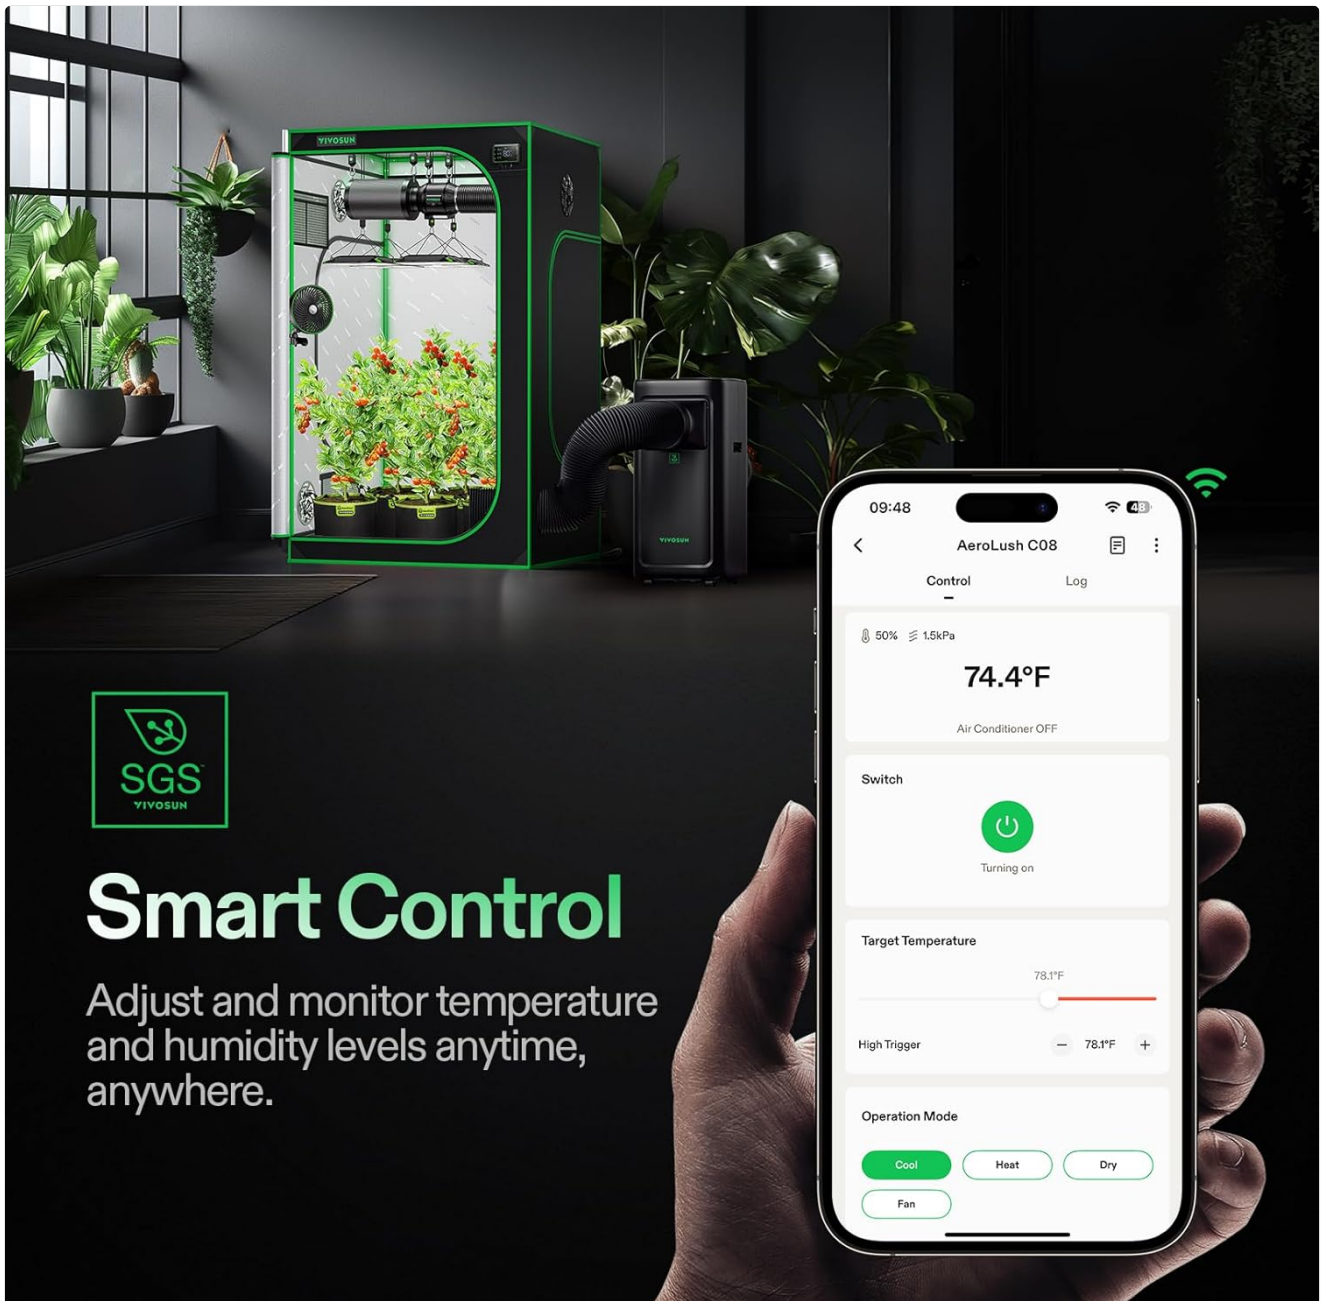 VIVOSUN
VIVOSUN
09:48
48
AeroLush C08
Control
Log
50%
1.5kPa
74.4°F
Air Conditioner OFF
Switch
Turning on
Target Temperature
78.1°F
High Trigger
− 78.1°F +
Operation Mode
Cool
Heat
Dry
Fan
SGS™
VIVOSUN
Smart Control
Adjust and monitor temperature
and humidity levels anytime,
anywhere.